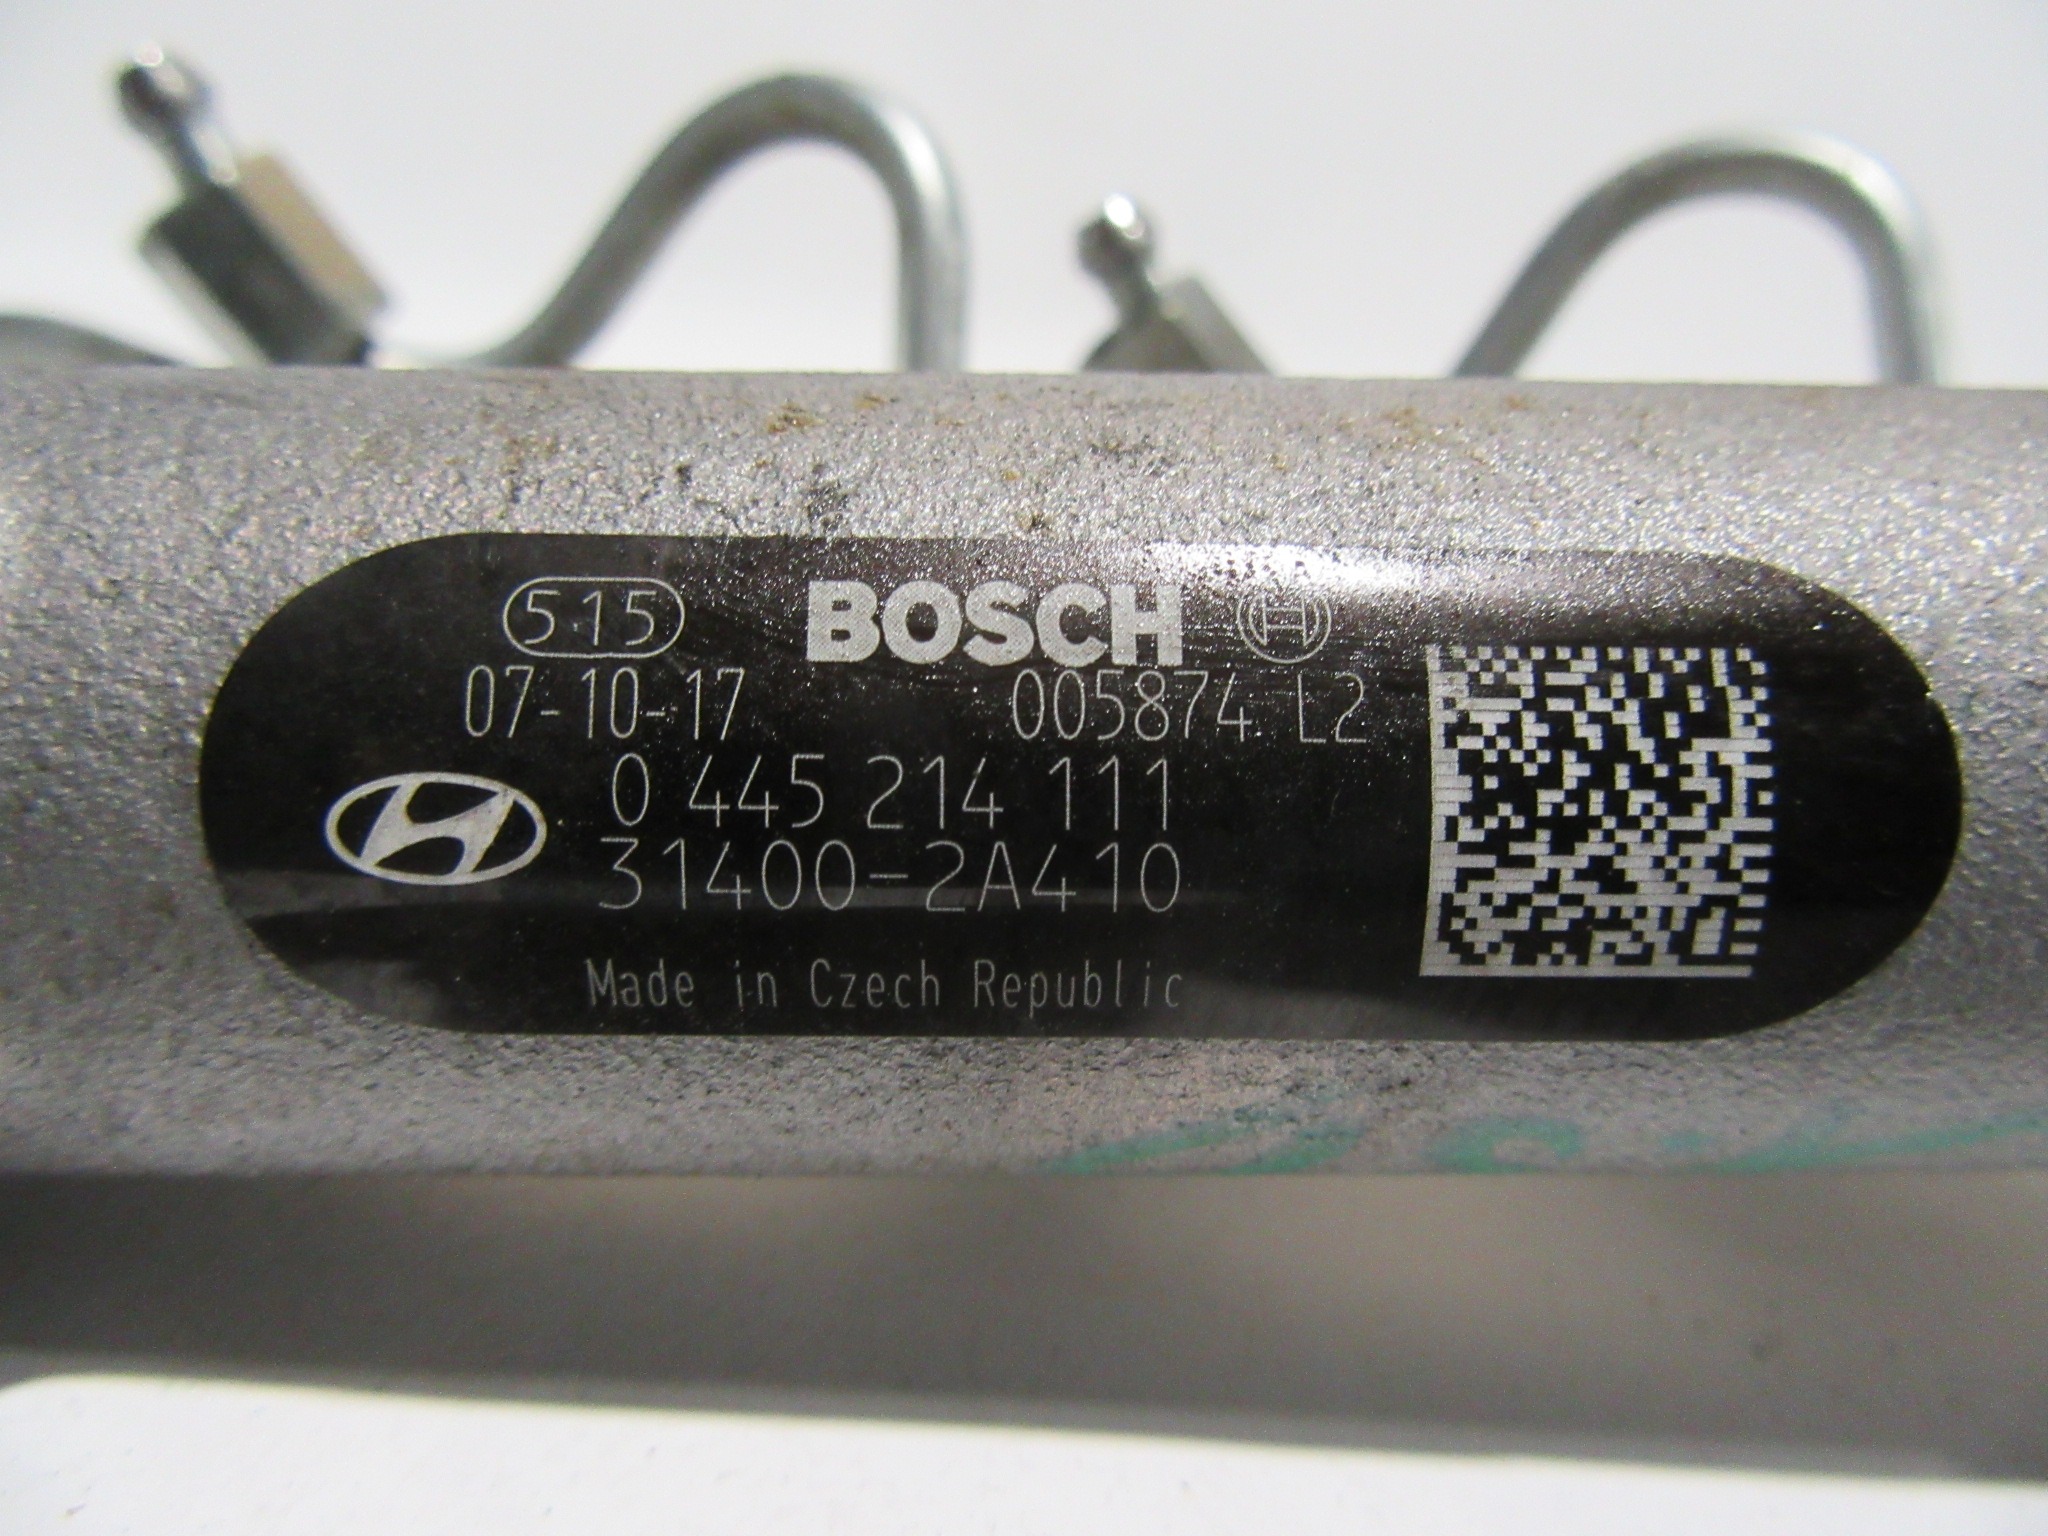 515 BOSCH
07-10-17 005874 L2
0 445 214 111
31400-2A410
Made in Czech Republic